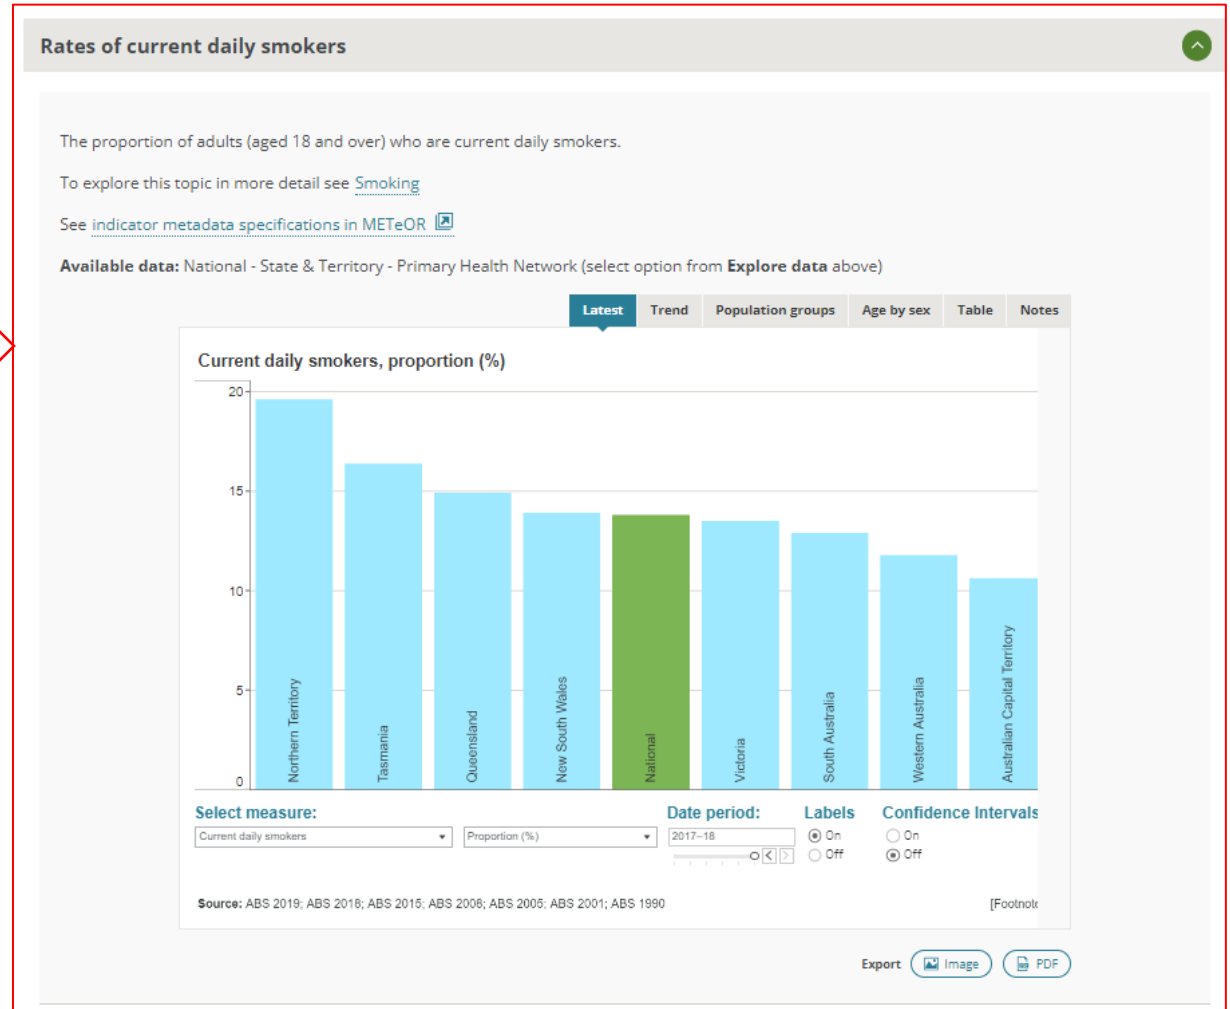 Rates of current daily smokers
The proportion of adults (aged 18 and over) who are current daily smokers.
To explore this topic in more detail see Smoking
See indicator metadata specifications in METeOR
Available data: National - State & Territory - Primary Health Network (select option from Explore data above)
Latest Trend Population groups Age by sex Table Notes
Current daily smokers, proportion (%)
20
15
10
5
0
Northern Territory
Tasmania
Queensland
New South Wales
National
Victoria
South Australia
Western Australia
Australian Capital Territory
Select measure: Date period: Labels Confidence Intervals
Current daily smokers Proportion (%) 2017–18 On On
Off Off
Source: ABS 2019; ABS 2018; ABS 2015; ABS 2006; ABS 2005; ABS 2001; ABS 1990 [Footnote
Export Image PDF